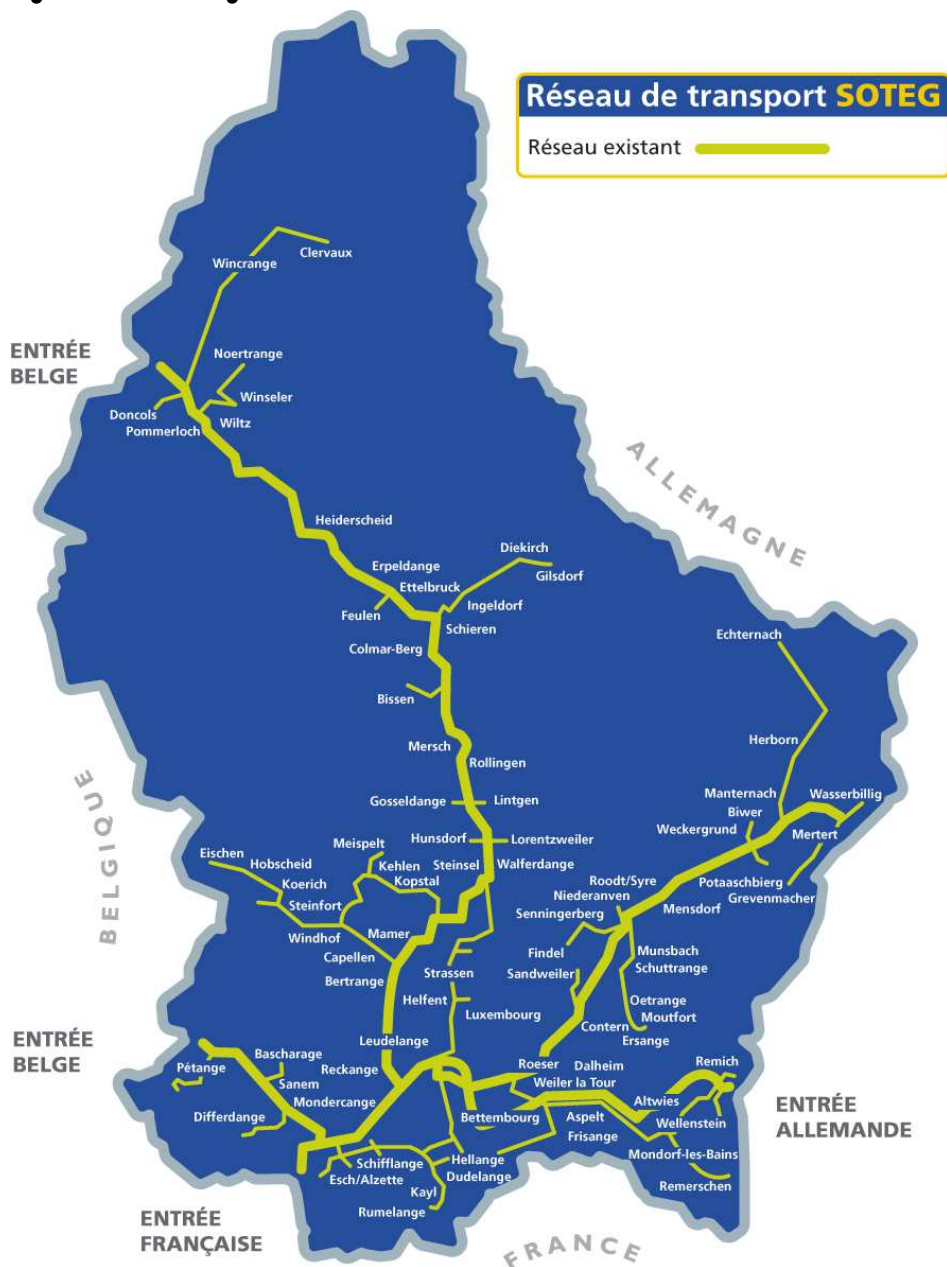 Réseau de transport SOTEG
Réseau existant
Clervaux
Wincrange
ENTRÉE
BELGE
Noertrange
Winseler
Doncols
Wiltz
Pommerloch
ALLEMAGNE
Heiderscheid
Diekirch
Erpeldange
Gilsdorf
Ettelbruck
Ingeldorf
Feulen
Schieren
Echternach
Colmar-Berg
Bissen
Herborn
Mersch
Rollingen
BELGIQUE
Manternach
Wasserbillig
Gosseldange
Lintgen
Biwer
Weckergrund
Mertert
Meispelt
Hunsdorf
Lorentzweiler
Eischen
Hobscheid
Kehlen
Steinsel
Walferdange
Koerich
Kopstal
Roodt/Syre
Potaaschbierg
Steinfort
Niederanven
Mensdorf
Grevenmacher
Senningerberg
Windhof
Mamer
Capellen
Findel
Munsbach
Strassen
Sandweiler
Schuttrange
Bertrange
Helfent
Oetrange
Luxembourg
Moutfort
Contern
Ersange
ENTRÉE
BELGE
Leudelange
Bascharage
Roeser
Dalheim
Remich
Pétange
Reckange
Sanem
Weiler la Tour
Mondercange
Altwies
ENTRÉE
ALLEMANDE
Differdange
Bettembourg
Aspelt
Wellenstein
Frisange
Schifflange
Hellange
Mondorf-les-Bains
Esch/Alzette
Dudelange
Kayl
Remerschen
Rumelange
ENTRÉE
FRANÇAISE
FRANCE